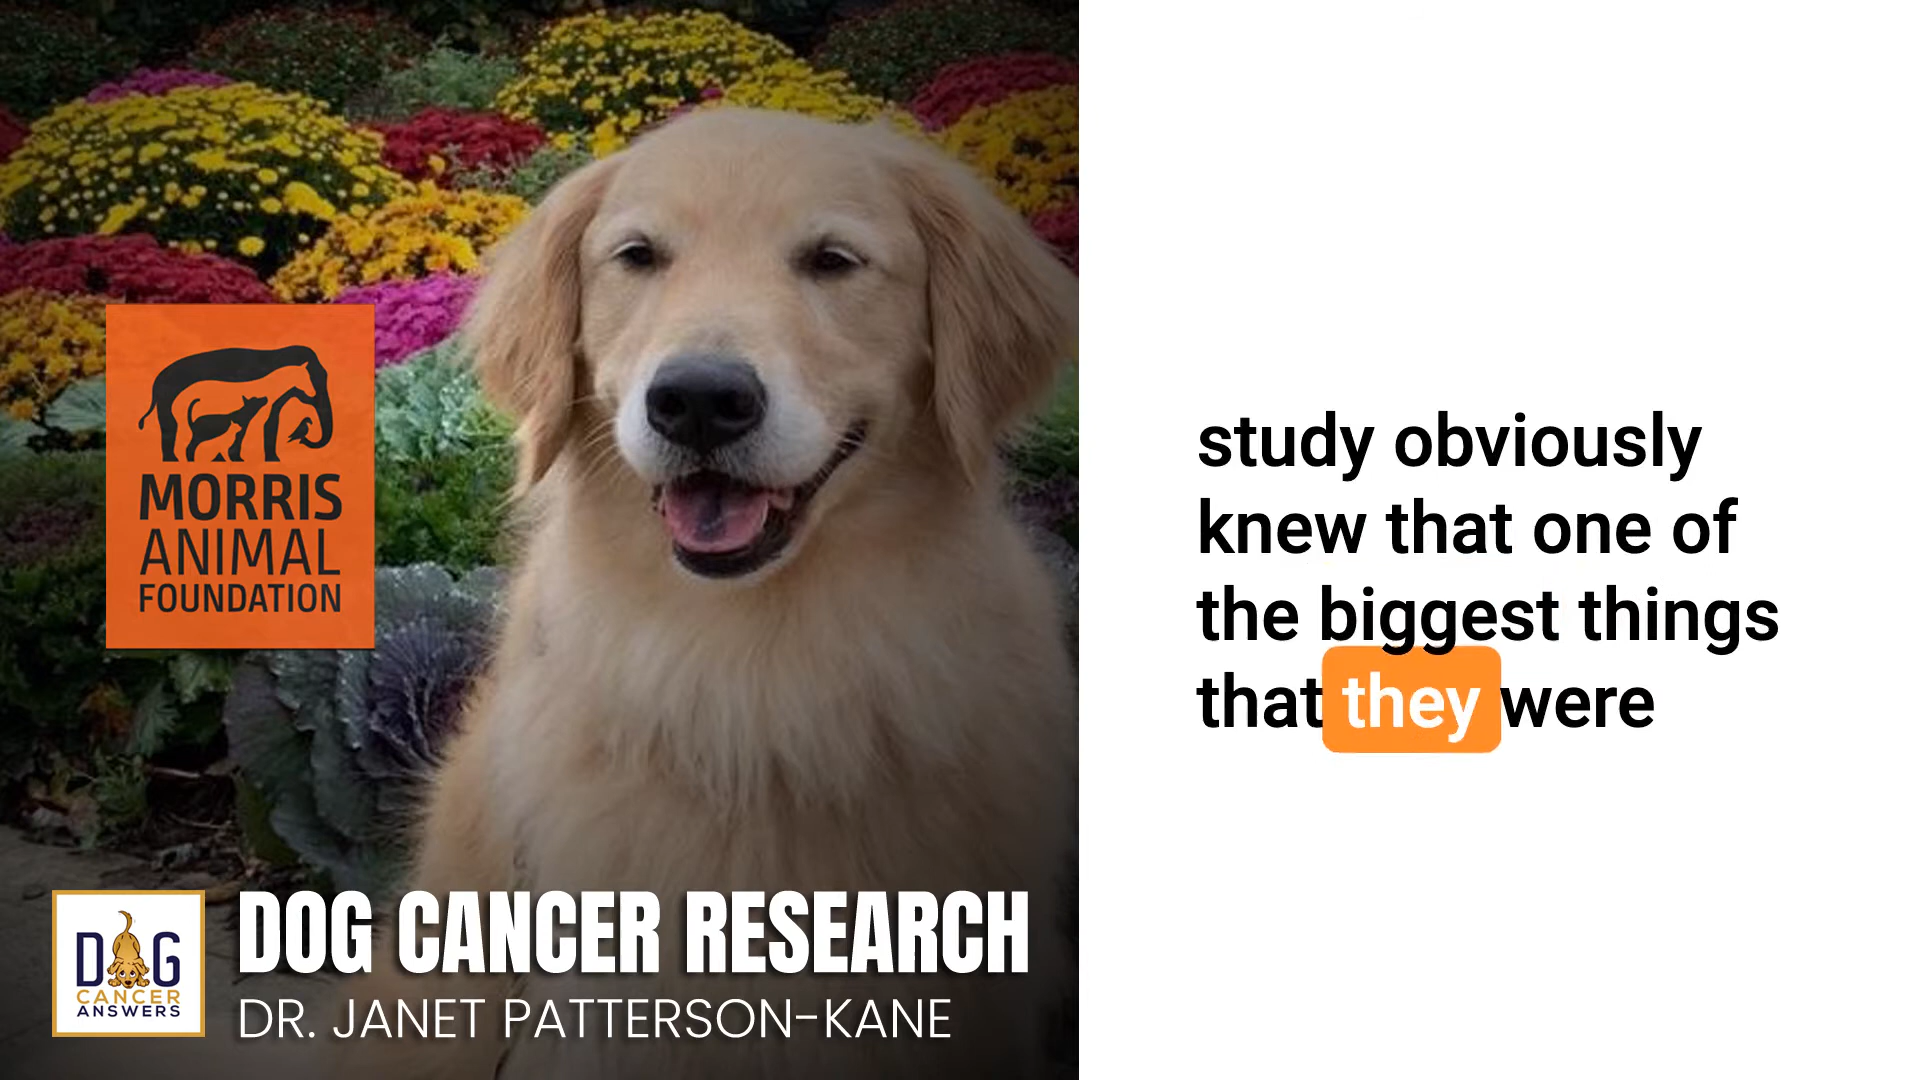 MORRIS
ANIMAL
FOUNDATION
DOG
CANCER
ANSWERS
DOG CANCER RESEARCH
DR. JANET PATTERSON-KANE
study obviously
knew that one of
the biggest things
that they were